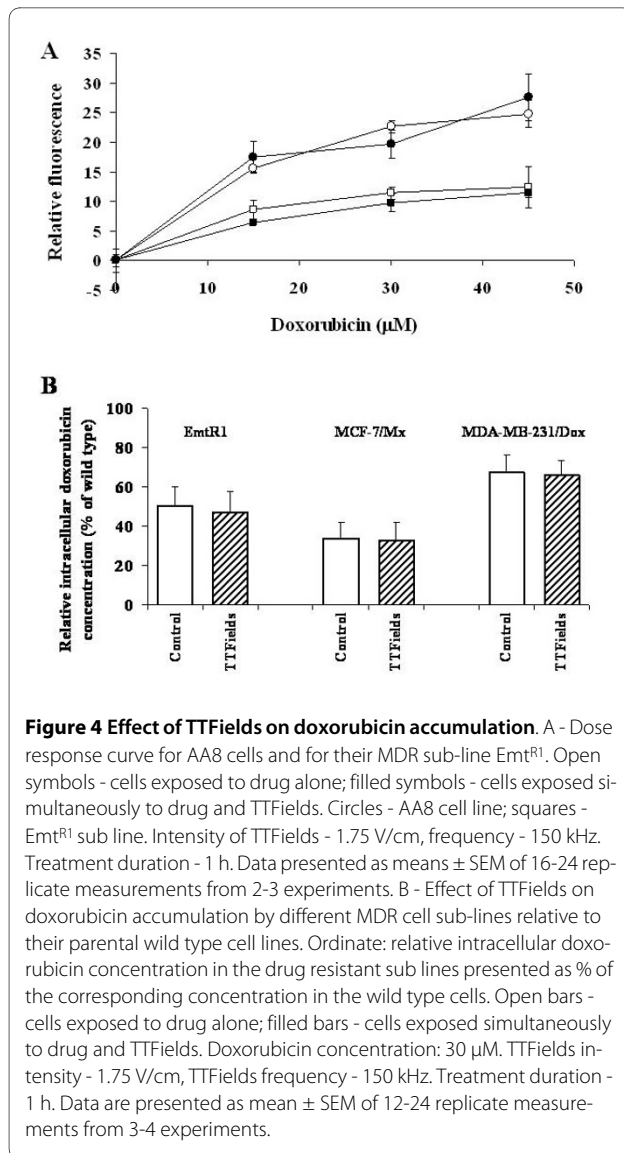 A
35
30
25
20
15
10
5
0
-5
0
10
20
30
40
50
Relative fluorescence
Doxorubicin (µM)
B
100
80
60
40
20
0
Relative intracellular doxorubicin
concentration (% of wild type)
EmtR1
MCF-7/Mx
MDA-MB-231/Dox
Control
TTFields
Control
TTFields
Control
TTFields
Figure 4 Effect of TTFields on doxorubicin accumulation. A - Dose
response curve for AA8 cells and for their MDR sub-line Emt^R1. Open
symbols - cells exposed to drug alone; filled symbols - cells exposed si-
multaneously to drug and TTFields. Circles - AA8 cell line; squares -
Emt^R1 sub line. Intensity of TTFields - 1.75 V/cm, frequency - 150 kHz.
Treatment duration - 1 h. Data presented as means ± SEM of 16-24 rep-
licate measurements from 2-3 experiments. B - Effect of TTFields on
doxorubicin accumulation by different MDR cell sub-lines relative to
their parental wild type cell lines. Ordinate: relative intracellular doxo-
rubicin concentration in the drug resistant sub lines presented as % of
the corresponding concentration in the wild type cells. Open bars -
cells exposed to drug alone; filled bars - cells exposed simultaneously
to drug and TTFields. Doxorubicin concentration: 30 µM. TTFields in-
tensity - 1.75 V/cm, TTFields frequency - 150 kHz. Treatment duration -
1 h. Data are presented as mean ± SEM of 12-24 replicate measure-
ments from 3-4 experiments.